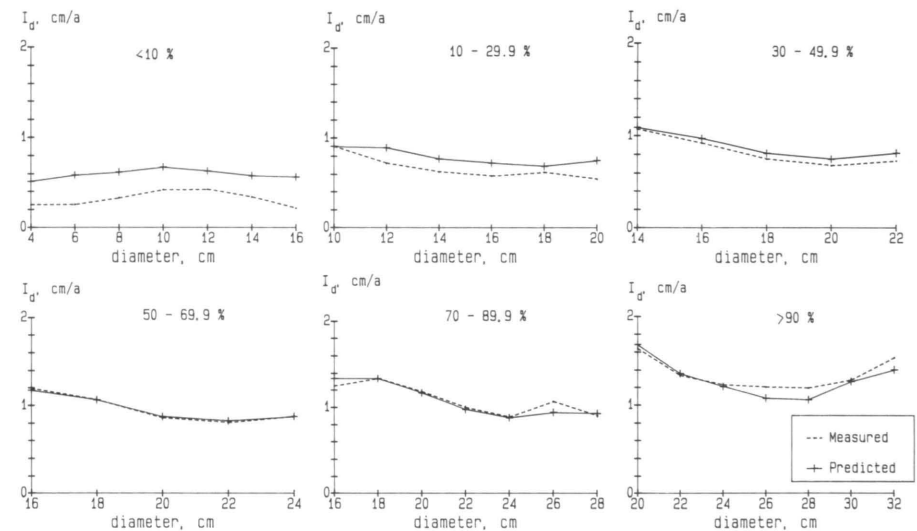 I_d, cm/a
2
<10 %
1
0
4 6 8 10 12 14 16
diameter, cm
I_d, cm/a
2
10 - 29.9 %
1
0
10 12 14 16 18 20
diameter, cm
I_d, cm/a
2
30 - 49.9 %
1
0
14 16 18 20 22
diameter, cm
I_d, cm/a
2
50 - 69.9 %
1
0
16 18 20 22 24
diameter, cm
I_d, cm/a
2
70 - 89.9 %
1
0
16 18 20 22 24 26 28
diameter, cm
I_d, cm/a
2
>90 %
1
0
20 22 24 26 28 30 32
diameter, cm
Measured
Predicted